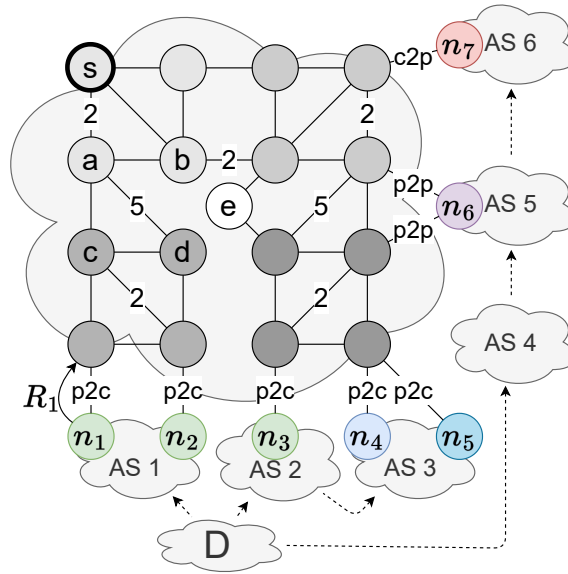 s
c2p
n₇ AS 6
2
2
a
b
2
p2p
e
5
5
n₆ AS 5
p2p
c
d
2
2
AS 4
R₁
p2c
p2c
p2c
p2c
p2c
n₁
n₂
n₃
n₄
n₅
AS 1
AS 2
AS 3
D